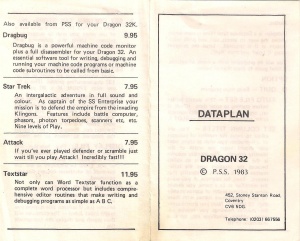 Also available from PSS for your Dragon 32K.
Dragbug 9.95
Dragbug is a powerful machine code monitor
plus a full disassembler for your Dragon 32. An
essential software tool for writing, debugging and
running your machine code programs or machine
code subroutines to be called from basic.
Star Trek 7.95
An intergalactic adventure in full sound and
colour. As captain of the SS Enterprise your
mission is to defend the empire from the invading
Klingons. Features include battle computer,
phasors, photon torpedoes, scanners etc, etc.
Nine levels of Play.
Attack 7.95
If you've ever played defender or scramble just
wait till you play Attack! Incredibly fast!!!
Textstar 11.95
Not only can Word Textstar function as a
complete word processor but includes compre-
hensive editor routines that make writing and
debugging programs as simple as A B C.
DATAPLAN
DRAGON 32
© P.S.S. 1983
452, Stoney Stanton Road,
Coventry
CV6 5DG.
Telephone: (0203) 667556